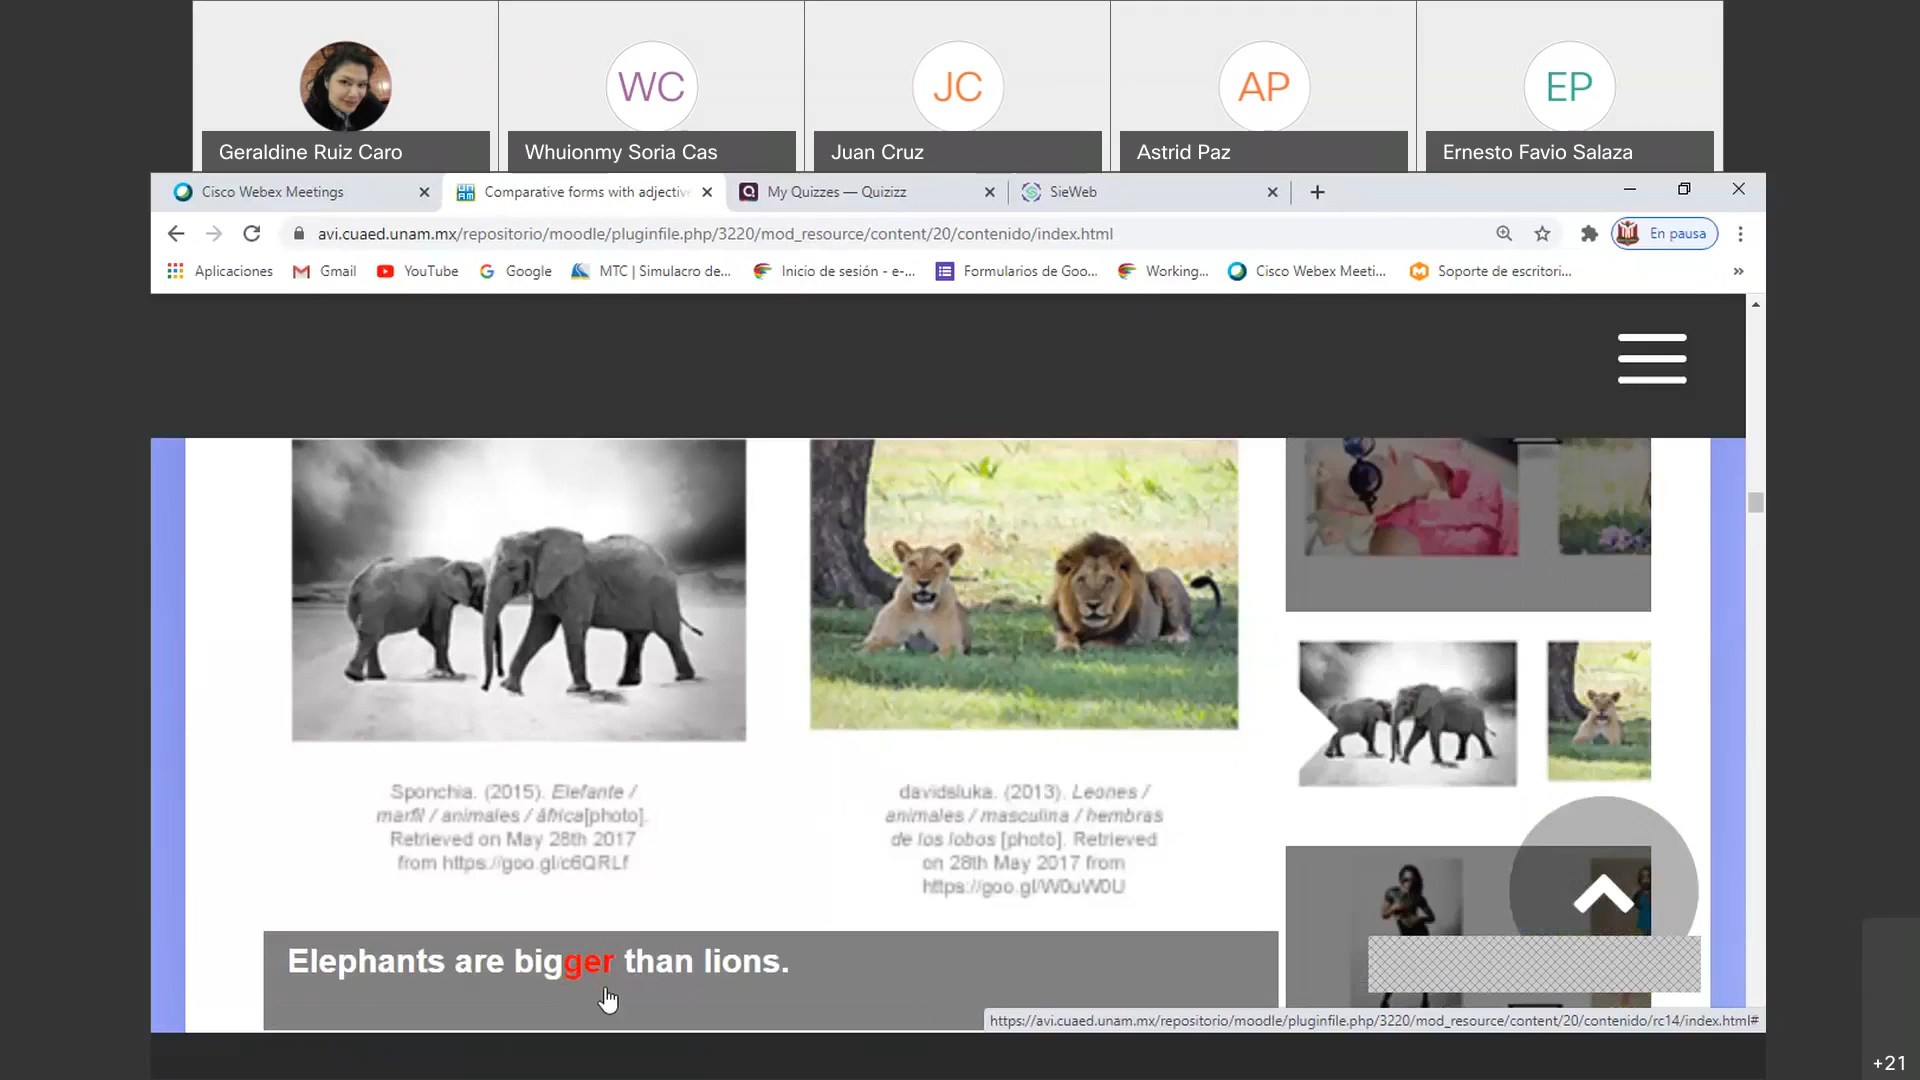 WC
JC
AP
EP
Geraldine Ruiz Caro
Whuionmy Soria Cas
Juan Cruz
Astrid Paz
Ernesto Favio Salaza
Cisco Webex Meetings
Comparative forms with adjectiv
My Quizzes — Quizizz
SieWeb
avi.cuaed.unam.mx/repositorio/moodle/pluginfile.php/3220/mod_resource/content/20/contenido/index.html
En pausa
Aplicaciones
Gmail
YouTube
Google
MTC | Simulacro de...
Inicio de sesión - e-...
Formularios de Goo...
Working...
Cisco Webex Meeti...
Soporte de escritori...
»
Sponchia. (2015). Elefante /
marfil / animales / áfrica[photo].
Retrieved on May 28th 2017
from https://goo.gl/c6QRLf
davidsluka. (2013). Leones /
animales / masculina / hembras
de los lobos [photo]. Retrieved
on 28th May 2017 from
https://goo.gl/W0uW0U
Elephants are bigger than lions.
https://avi.cuaed.unam.mx/repositorio/moodle/pluginfile.php/3220/mod_resource/content/20/contenido/rc14/index.html#
+21